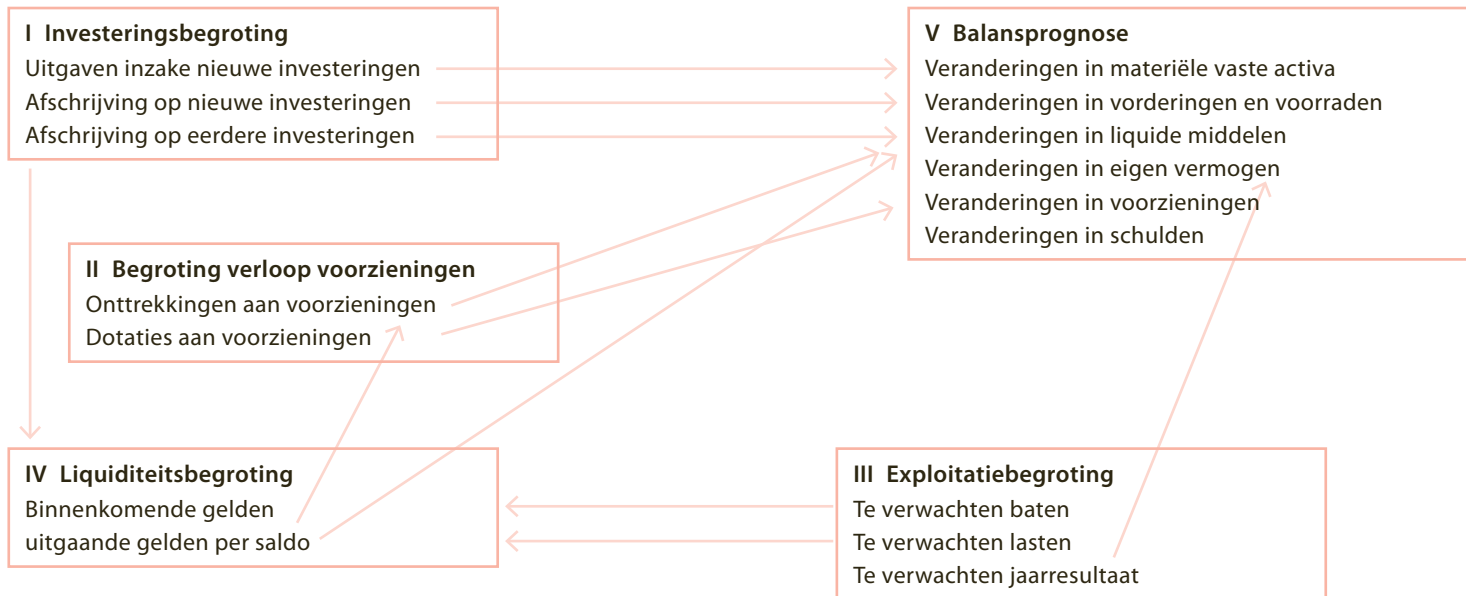 I Investeringsbegroting
Uitgaven inzake nieuwe investeringen
Afschrijving op nieuwe investeringen
Afschrijving op eerdere investeringen
V Balansprognose
Veranderingen in materiële vaste activa
Veranderingen in vorderingen en voorraden
Veranderingen in liquide middelen
Veranderingen in eigen vermogen
Veranderingen in voorzieningen
Veranderingen in schulden
II Begroting verloop voorzieningen
Onttrekkingen aan voorzieningen
Dotaties aan voorzieningen
IV Liquiditeitsbegroting
Binnenkomende gelden
uitgaande gelden per saldo
III Exploitatiebegroting
Te verwachten baten
Te verwachten lasten
Te verwachten jaarresultaat